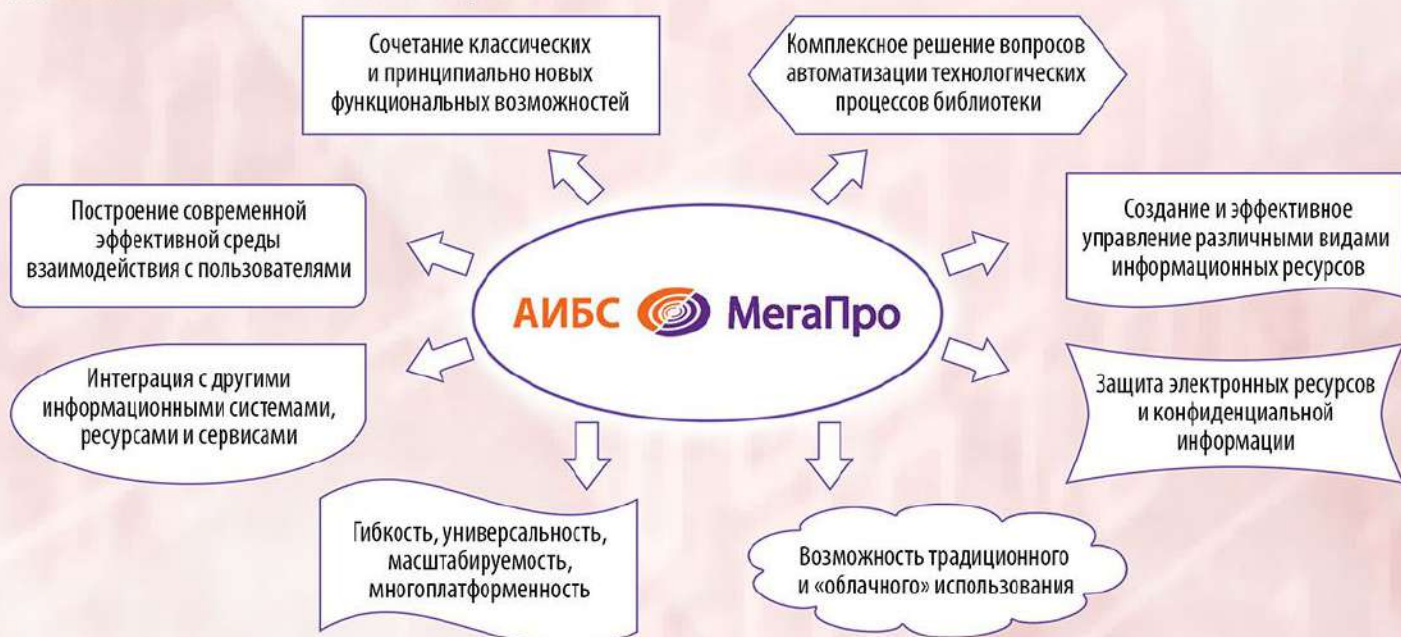 Сочетание классических
и принципиально новых
функциональных возможностей
Комплексное решение вопросов
автоматизации технологических
процессов библиотеки
Построение современной
эффективной среды
взаимодействия с пользователями
Создание и эффективное
управление различными видами
информационных ресурсов
АИБС МегаПро
Интеграция с другими
информационными системами,
ресурсами и сервисами
Защита электронных ресурсов
и конфиденциальной
информации
Гибкость, универсальность,
масштабируемость,
многоплатформенность
Возможность традиционного
и «облачного» использования